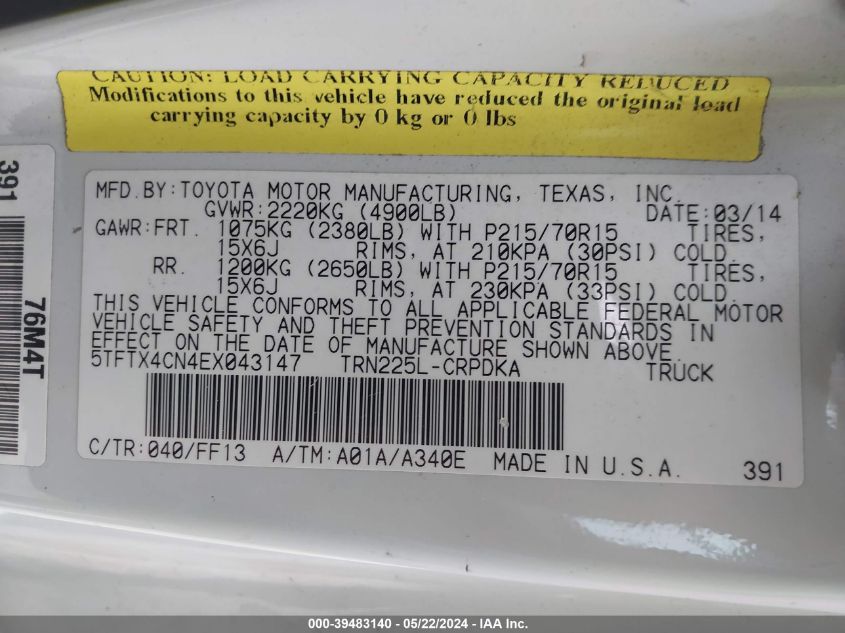 CAUTION: LOAD CARRYING CAPACITY REDUCED
Modifications to this vehicle have reduced the original load
carrying capacity by 0 kg or 0 lbs
MFD.BY:TOYOTA MOTOR MANUFACTURING, TEXAS, INC.
GVWR:2220KG (4900LB) DATE:03/14
GAWR:FRT. 1075KG (2380LB) WITH P215/70R15 TIRES,
15X6J RIMS, AT 210KPA (30PSI) COLD.
RR. 1200KG (2650LB) WITH P215/70R15 TIRES,
15X6J RIMS, AT 230KPA (33PSI) COLD.
THIS VEHICLE CONFORMS TO ALL APPLICABLE FEDERAL MOTOR
VEHICLE SAFETY AND THEFT PREVENTION STANDARDS IN
EFFECT ON THE DATE OF MANUFACTURE SHOWN ABOVE.
5TFTX4CN4EX043147 TRN225L-CRPDKA TRUCK
C/TR:040/FF13 A/TM:A01A/A340E MADE IN U.S.A. 391
391
76M4T
000-39483140 - 05/22/2024 - IAA Inc.